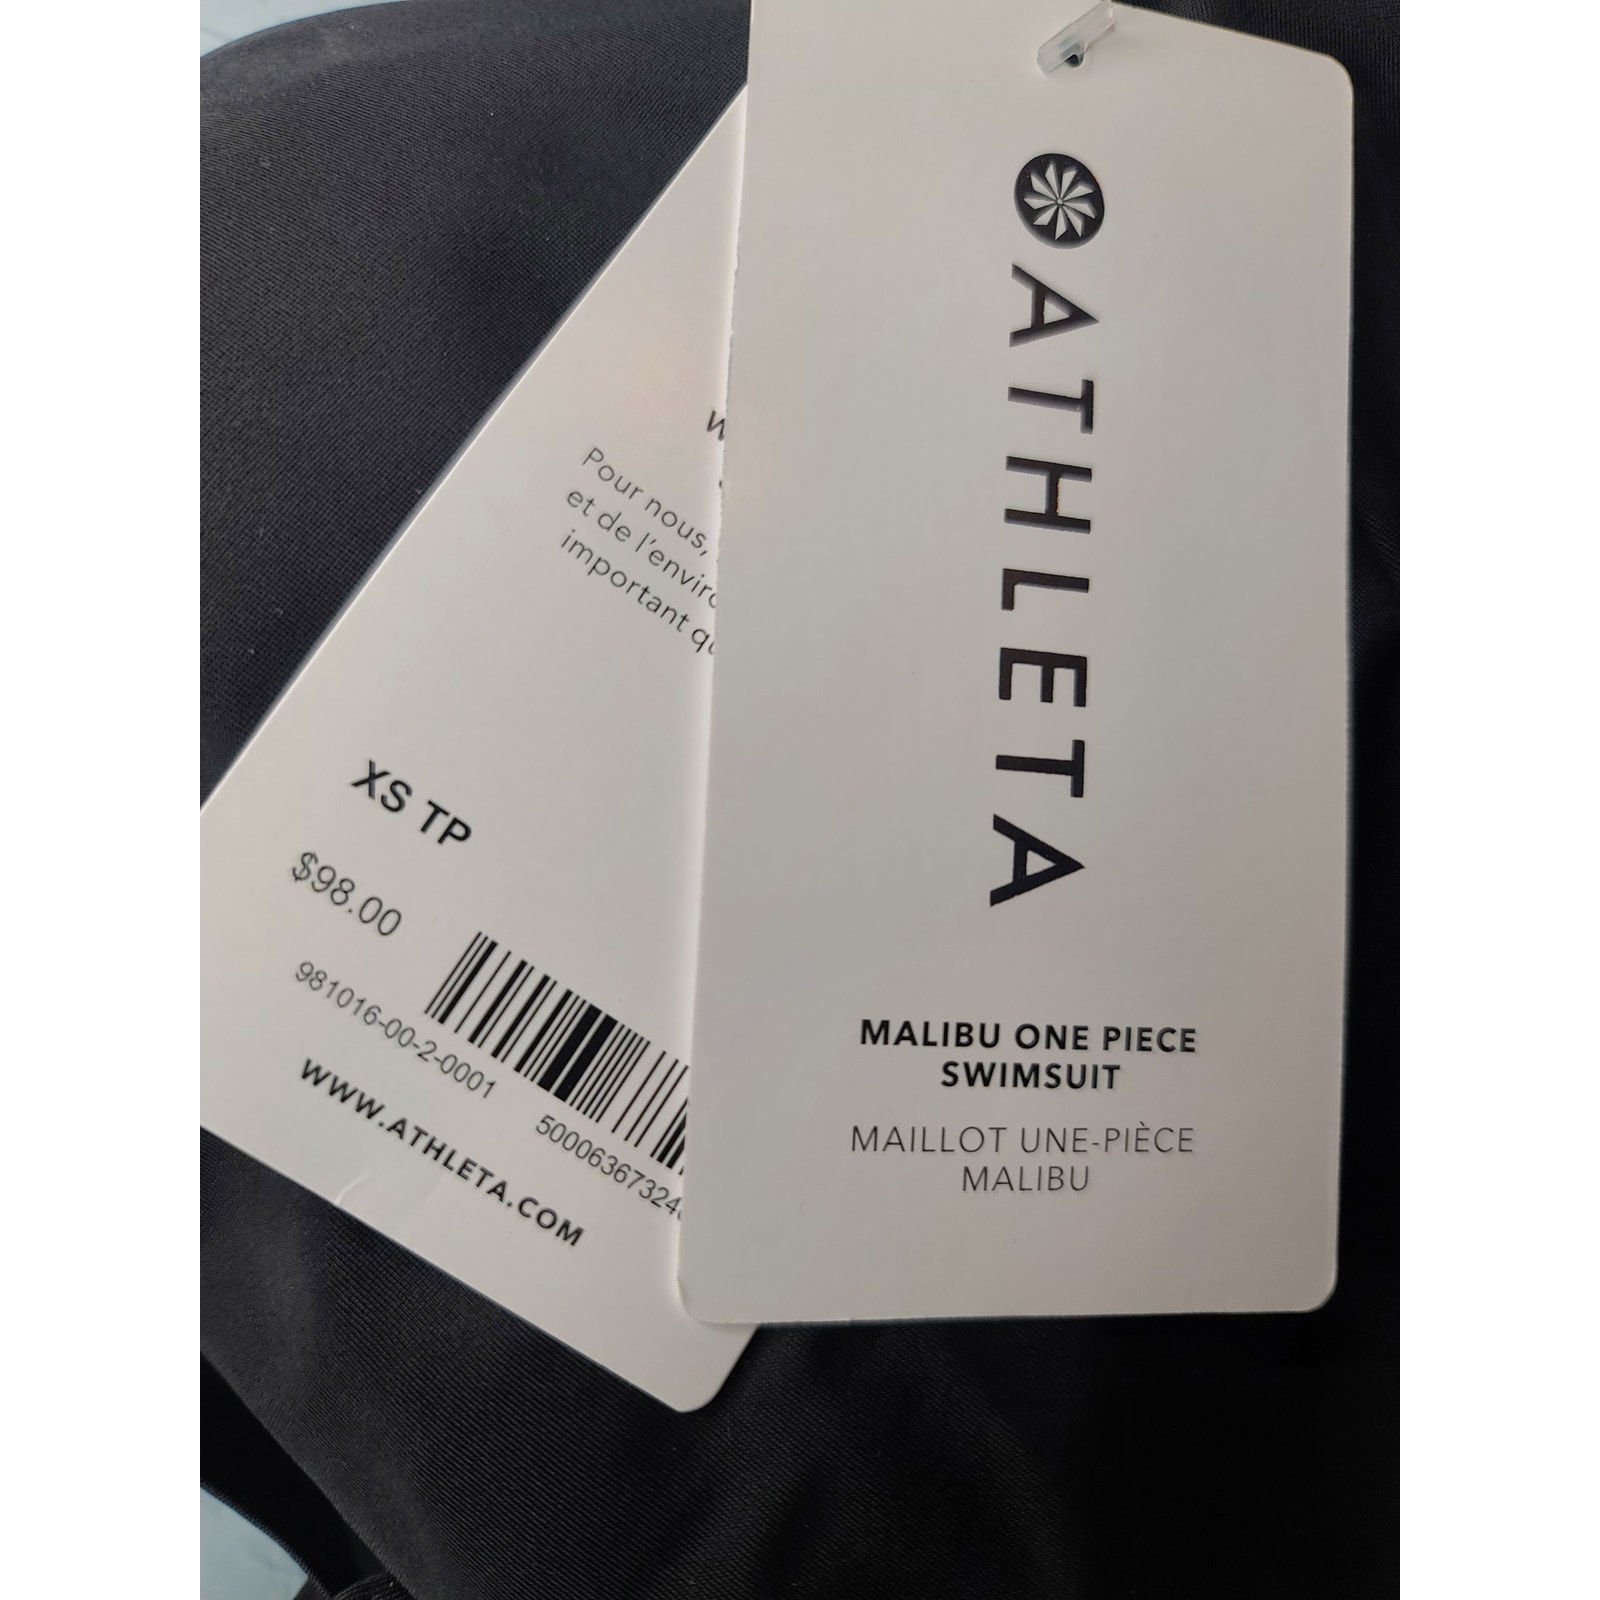 ATHLETA
MALIBU ONE PIECE
SWIMSUIT
MAILLOT UNE-PIÈCE
MALIBU
Pour nous,
et de
important
XS TP
$98.00
981016-00-2-0001
WWW.ATHLETA.COM